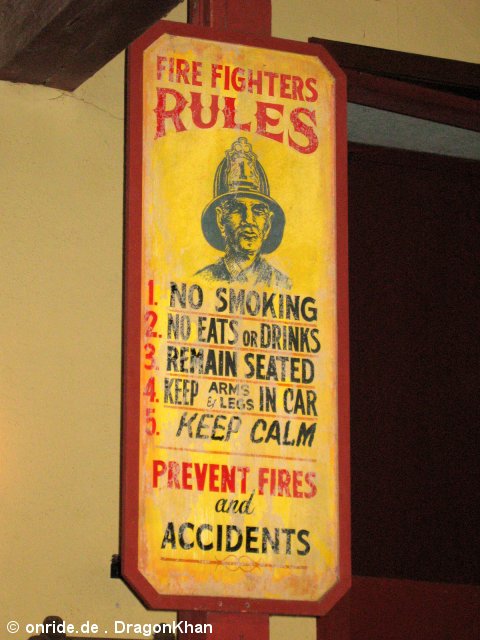 FIRE FIGHTERS
RULES
1
1. NO SMOKING
2. NO EATS OR DRINKS
3. REMAIN SEATED
4. KEEP ARMS & LEGS IN CAR
5. KEEP CALM
PREVENT FIRES
and
ACCIDENTS
© onride.de . DragonKhan